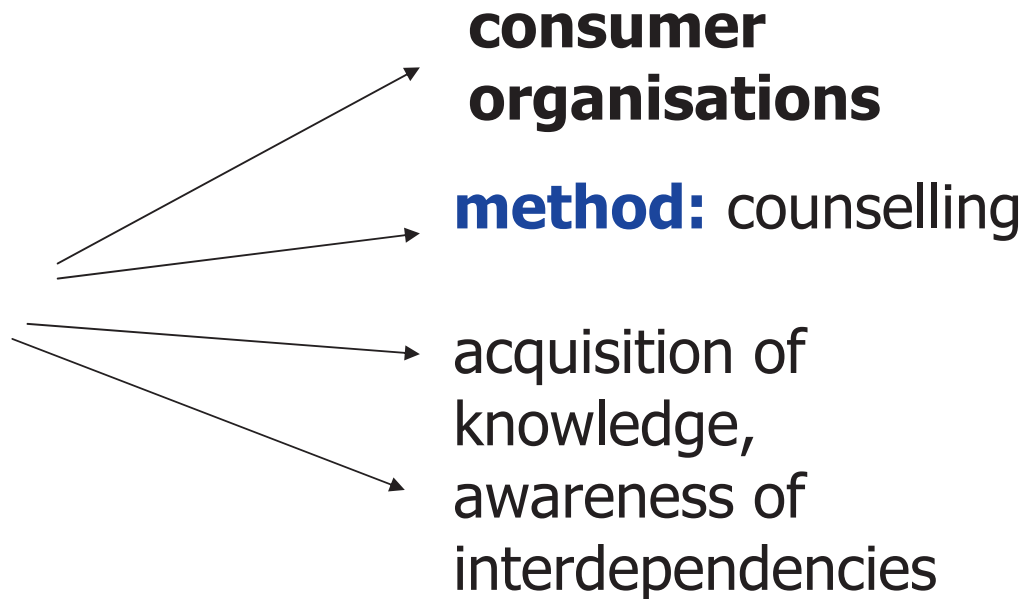 consumer
organisations
method: counselling
acquisition of
knowledge,
awareness of
interdependencies